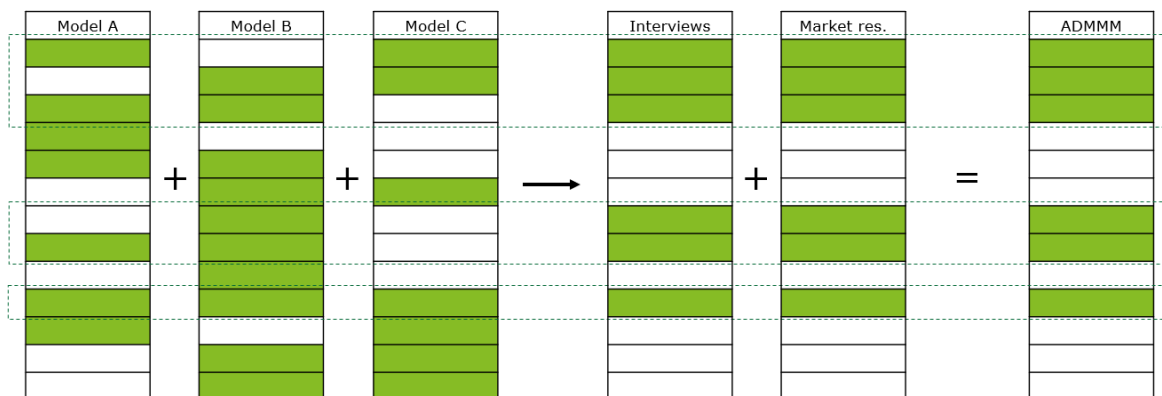 Model A
Model B
Model C
Interviews
Market res.
ADMMM
+
+
+
=